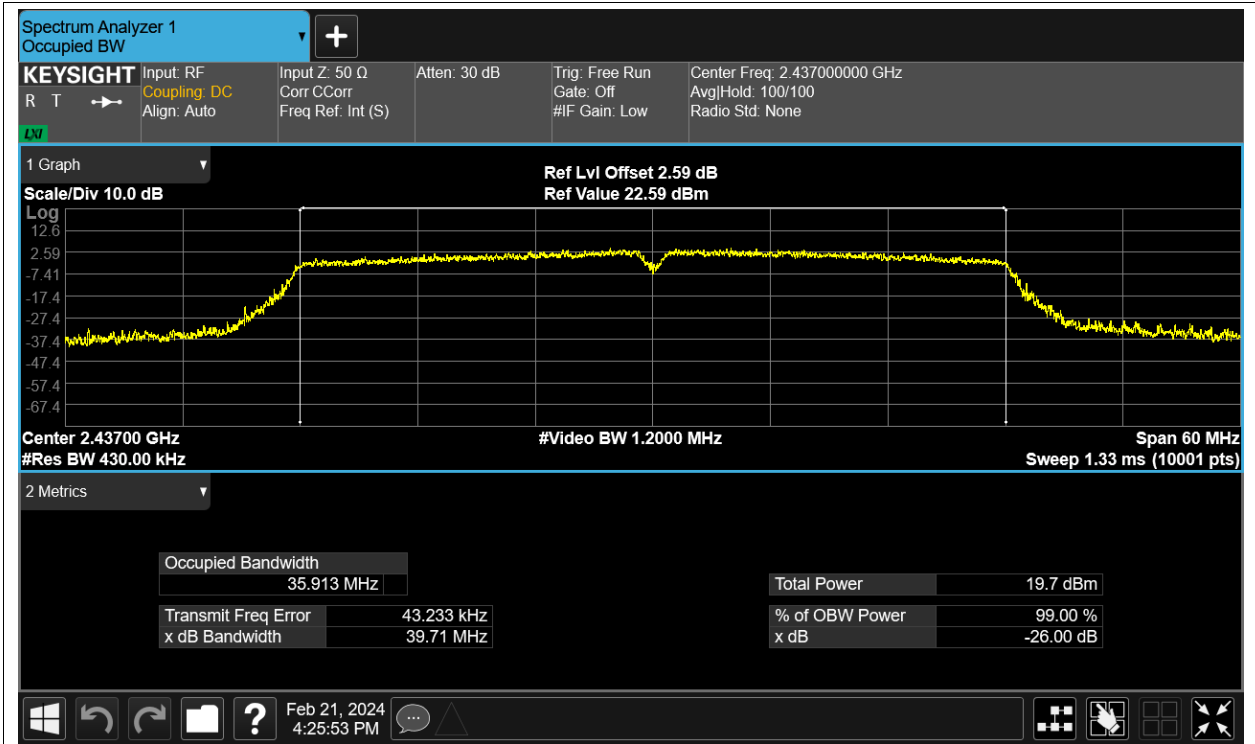 Spectrum Analyzer 1
Occupied BW
▼
+
KEYSIGHT
R T
LXI
Input: RF
Coupling: DC
Align: Auto
Input Z: 50 Ω
Corr CCorr
Freq Ref: Int (S)
Atten: 30 dB
Trig: Free Run
Gate: Off
#IF Gain: Low
Center Freq: 2.437000000 GHz
Avg|Hold: 100/100
Radio Std: None
1 Graph ▼
Scale/Div 10.0 dB
Ref Lvl Offset 2.59 dB
Ref Value 22.59 dBm
Log
12.6
2.59
-7.41
-17.4
-27.4
-37.4
-47.4
-57.4
-67.4
Center 2.43700 GHz #Video BW 1.2000 MHz Span 60 MHz
#Res BW 430.00 kHz Sweep 1.33 ms (10001 pts)
2 Metrics ▼
Occupied Bandwidth
35.913 MHz
Transmit Freq Error 43.233 kHz
x dB Bandwidth 39.71 MHz
Total Power 19.7 dBm
% of OBW Power 99.00 %
x dB -26.00 dB
?
Feb 21, 2024
4:25:53 PM